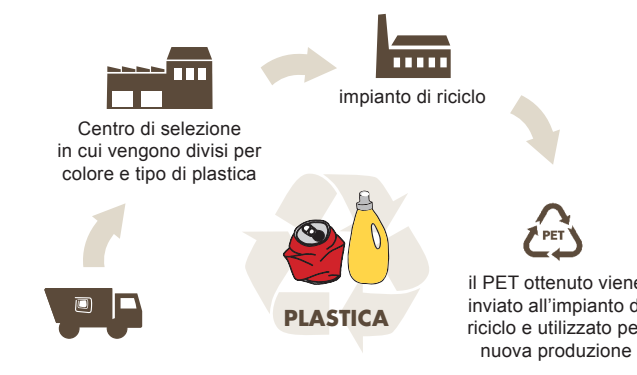 impianto di riciclo
Centro di selezione
in cui vengono divisi per
colore e tipo di plastica
PET
il PET ottenuto viene
inviato all'impianto d
riciclo e utilizzato pe
nuova produzione
PLASTICA